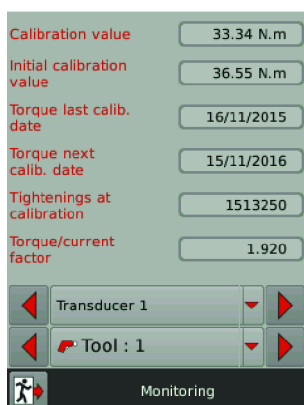 Calibration value 33.34 N.m
Initial calibration
value 36.55 N.m
Torque last calib.
date 16/11/2015
Torque next
calib. date 15/11/2016
Tightenings at
calibration 1513250
Torque/current
factor 1.920
Transducer 1
Tool : 1
Monitoring